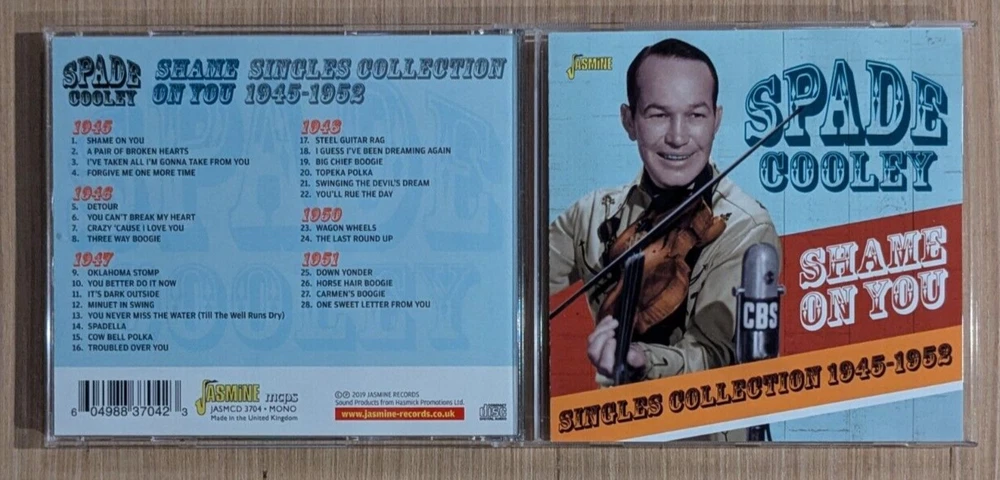 SPADE
COOLEY
SHAME SINGLES COLLECTION
ON YOU 1945-1952
1945
1. SHAME ON YOU
2. A PAIR OF BROKEN HEARTS
3. I'VE TAKEN ALL I'M GONNA TAKE FROM YOU
4. FORGIVE ME ONE MORE TIME
1946
5. DETOUR
6. YOU CAN'T BREAK MY HEART
7. CRAZY 'CAUSE I LOVE YOU
8. THREE WAY BOOGIE
1947
9. OKLAHOMA STOMP
10. YOU BETTER DO IT NOW
11. IT'S DARK OUTSIDE
12. MINUET IN SWING
13. YOU NEVER MISS THE WATER (Till The Well Runs Dry)
14. SPADELLA
15. COW BELL POLKA
16. TROUBLED OVER YOU
1948
17. STEEL GUITAR RAG
18. I GUESS I'VE BEEN DREAMING AGAIN
19. BIG CHIEF BOOGIE
20. TOPEKA POLKA
21. SWINGING THE DEVIL'S DREAM
22. YOU'LL RUE THE DAY
1950
23. WAGON WHEELS
24. THE LAST ROUND UP
1951
25. DOWN YONDER
26. HORSE HAIR BOOGIE
27. CARMEN'S BOOGIE
28. ONE SWEET LETTER FROM YOU
6 04988 37042 3
JASMINE mcps
JASMCD 3704 • MONO
Made in the United Kingdom
©℗ 2019 JASMINE RECORDS
Sound Products from Hasmick Promotions Ltd.
www.jasmine-records.co.uk
JASMINE
SPADE
COOLEY
SHAME
ON YOU
CBS
SINGLES COLLECTION 1945-1952